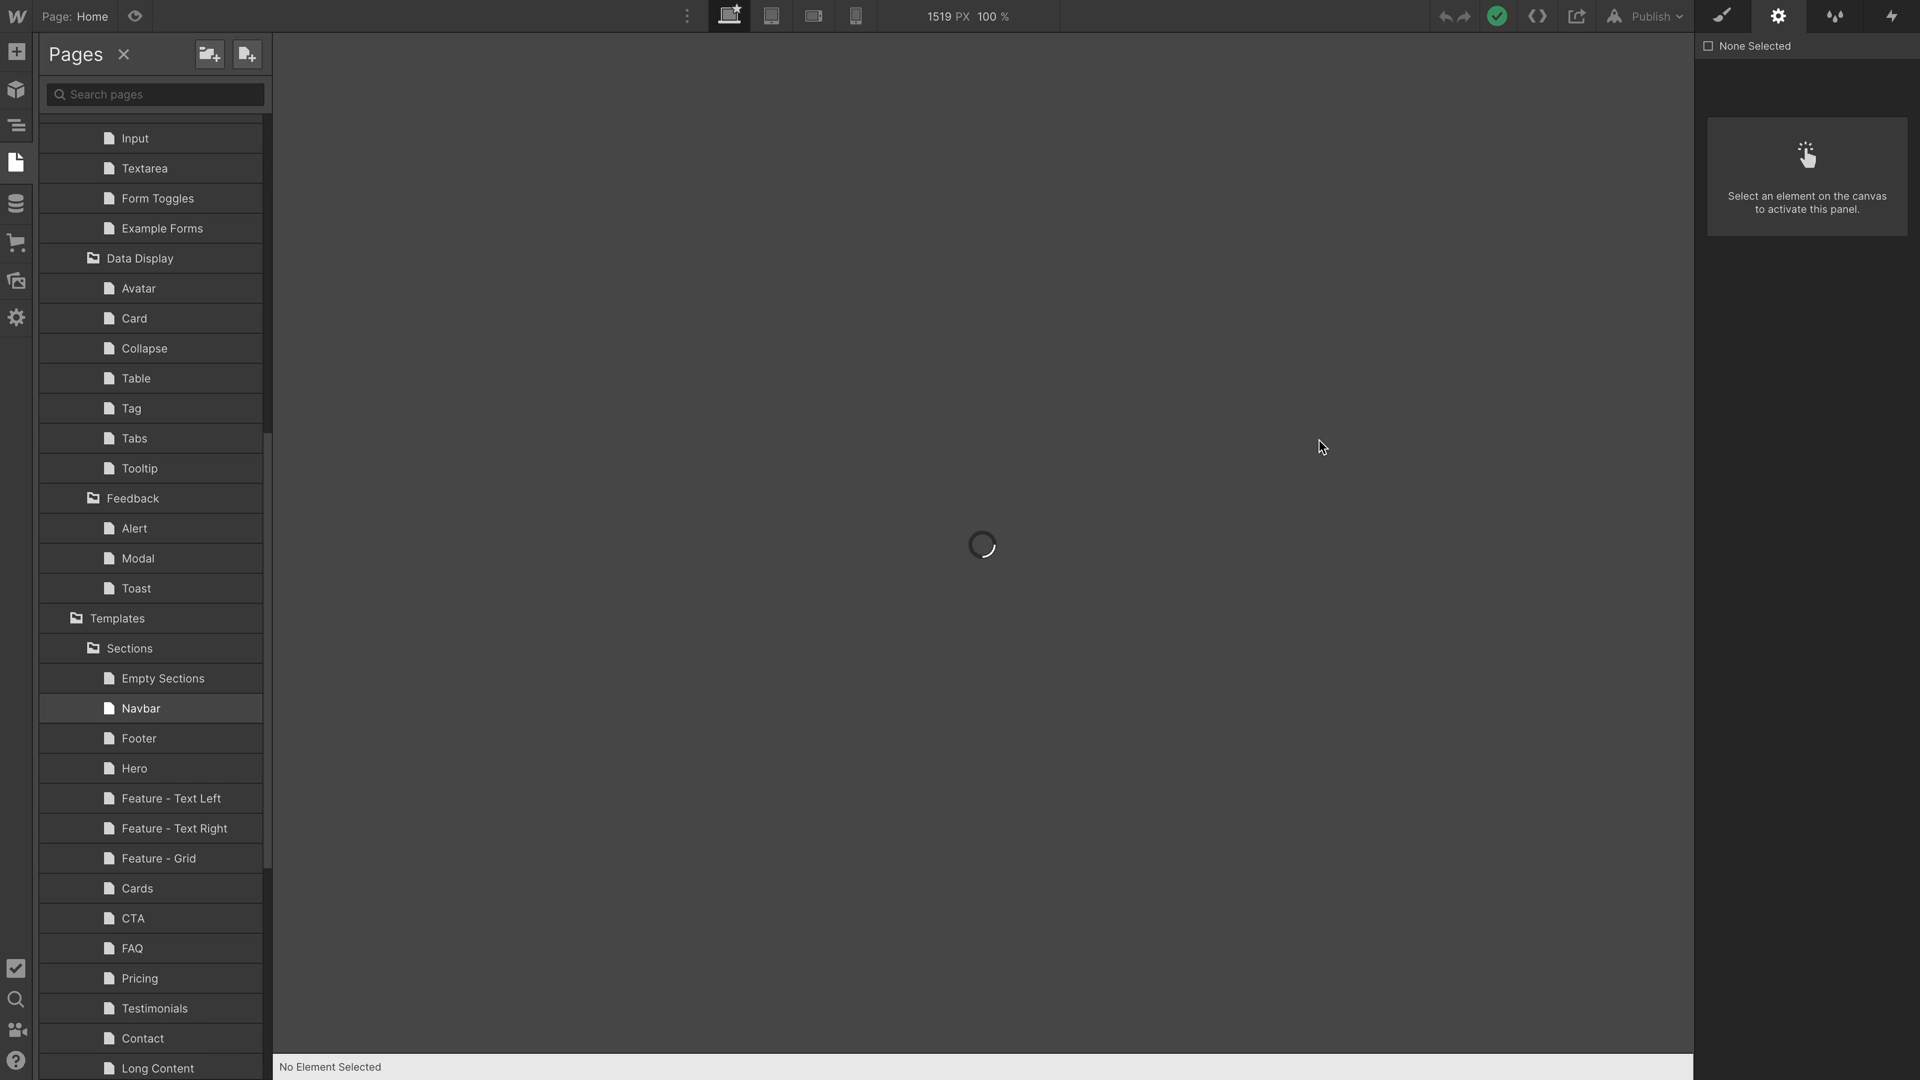 Page: Home
1519 PX 100 %
Publish
Pages
Search pages
Input
Textarea
Form Toggles
Example Forms
Data Display
Avatar
Card
Collapse
Table
Tag
Tabs
Tooltip
Feedback
Alert
Modal
Toast
Templates
Sections
Empty Sections
Navbar
Footer
Hero
Feature - Text Left
Feature - Text Right
Feature - Grid
Cards
CTA
FAQ
Pricing
Testimonials
Contact
Long Content
No Element Selected
None Selected
Select an element on the canvas
to activate this panel.